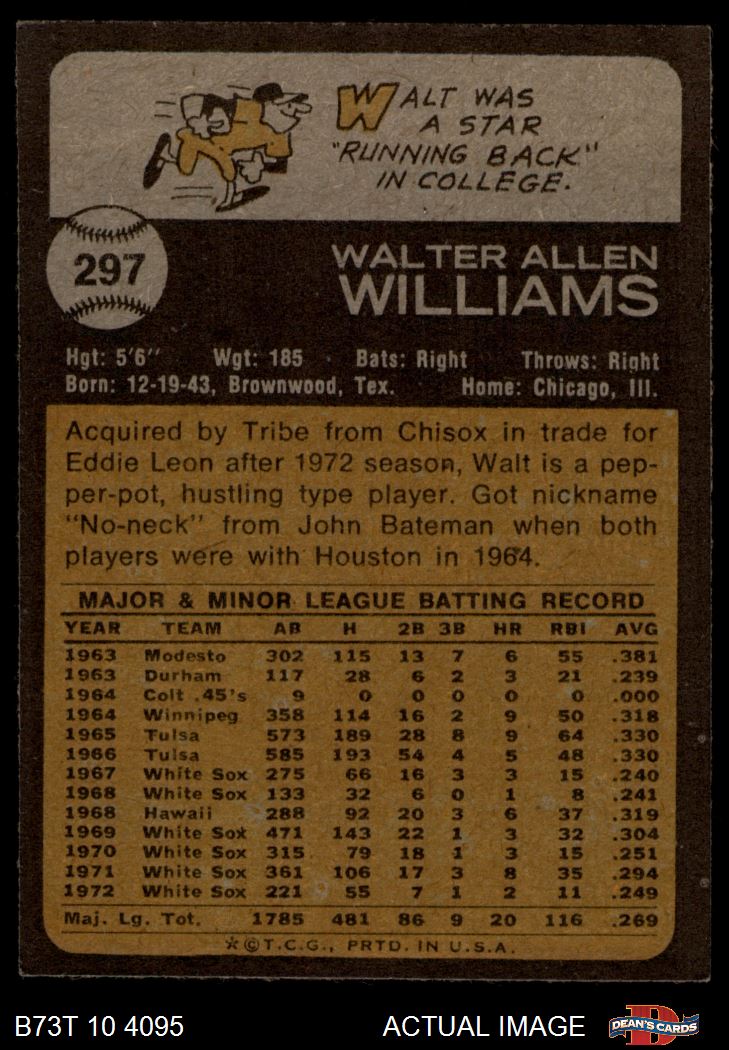 WALT WAS
A STAR
"RUNNING BACK"
IN COLLEGE.
297
WALTER ALLEN
WILLIAMS
Hgt: 5'6" Wgt: 185 Bats: Right Throws: Right
Born: 12-19-43, Brownwood, Tex. Home: Chicago, Ill.
Acquired by Tribe from Chisox in trade for
Eddie Leon after 1972 season, Walt is a pep-
per-pot, hustling type player. Got nickname
"No-neck" from John Bateman when both
players were with Houston in 1964.
MAJOR & MINOR LEAGUE BATTING RECORD
YEAR TEAM AB H 2B 3B HR RBI AVG
1963 Modesto 302 115 13 7 6 55 .381
1963 Durham 117 28 6 2 3 21 .239
1964 Colt .45's 9 0 0 0 0 0 .000
1964 Winnipeg 358 114 16 2 9 50 .318
1965 Tulsa 573 189 28 8 9 64 .330
1966 Tulsa 585 193 54 4 5 48 .330
1967 White Sox 275 66 16 3 3 15 .240
1968 White Sox 133 32 6 0 1 8 .241
1968 Hawaii 288 92 20 3 6 37 .319
1969 White Sox 471 143 22 1 3 32 .304
1970 White Sox 315 79 18 1 3 15 .251
1971 White Sox 361 106 17 3 8 35 .294
1972 White Sox 221 55 7 1 2 11 .249
Maj. Lg. Tot. 1785 481 86 9 20 116 .269
☆©T.C.G., PRTD. IN U.S.A.
B73T 10 4095 ACTUAL IMAGE DEAN'S CARDS